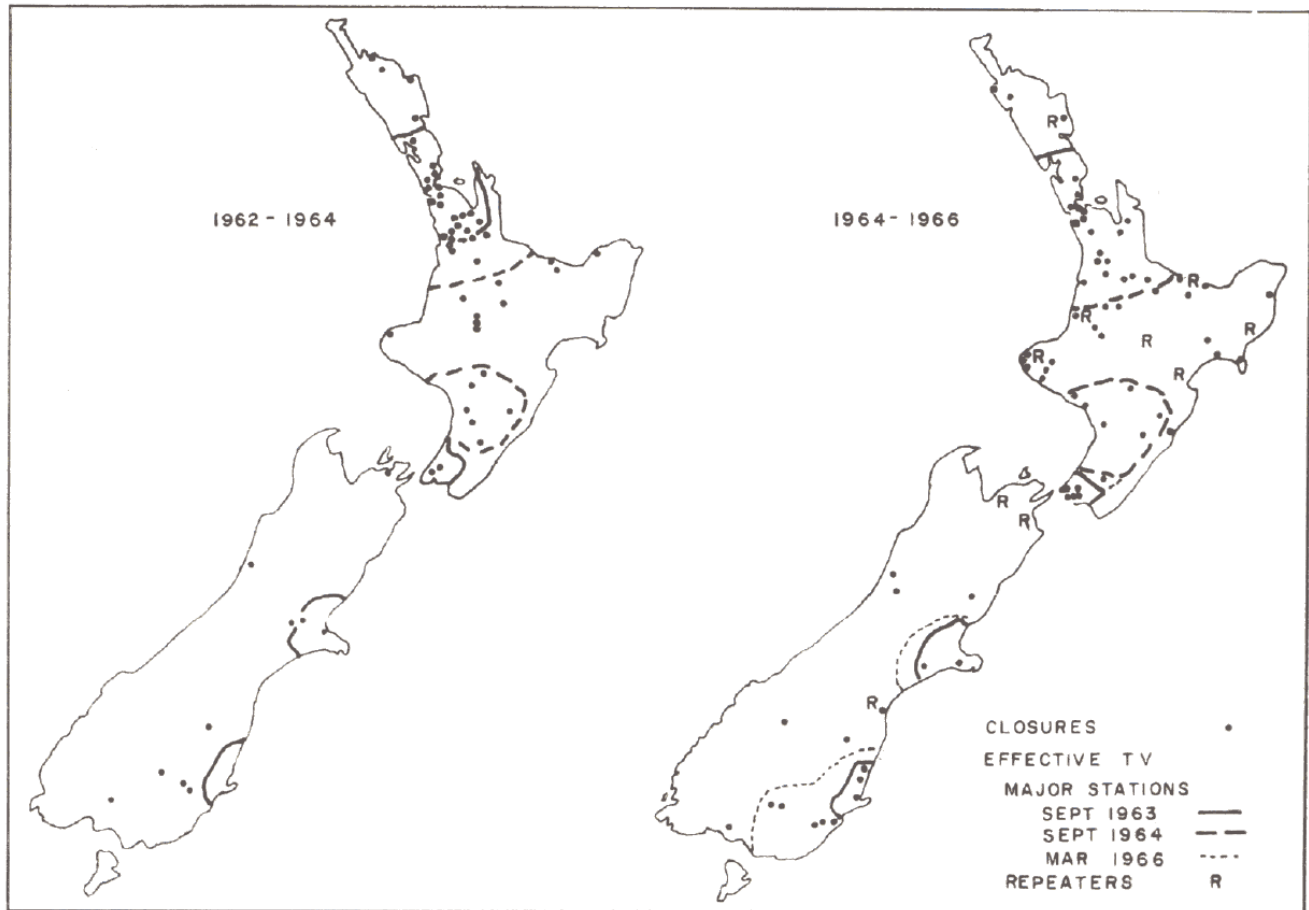 1962 - 1964
1964 - 1966
R
R
R
R
R
R
R
R
R
R
CLOSURES
EFFECTIVE TV
MAJOR STATIONS
SEPT 1963
SEPT 1964
MAR 1966
REPEATERS R